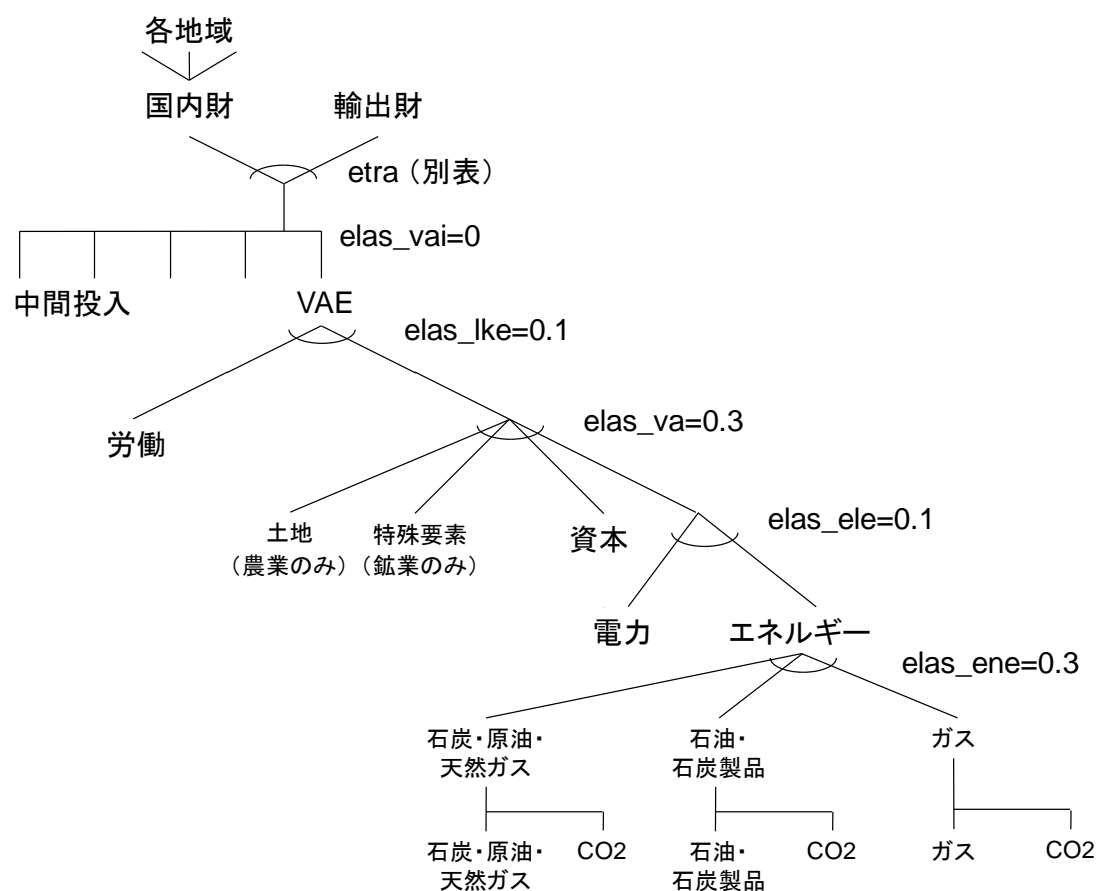 各地域
国内財
輸出財
etra（別表）
elas_vai=0
中間投入
VAE
elas_lke=0.1
労働
elas_va=0.3
土地
（農業のみ）
特殊要素
（鉱業のみ）
資本
elas_ele=0.1
電力
エネルギー
elas_ene=0.3
石炭・原油・
天然ガス
石油・
石炭製品
ガス
石炭・原油・
天然ガス
CO2
石油・
石炭製品
CO2
ガス
CO2